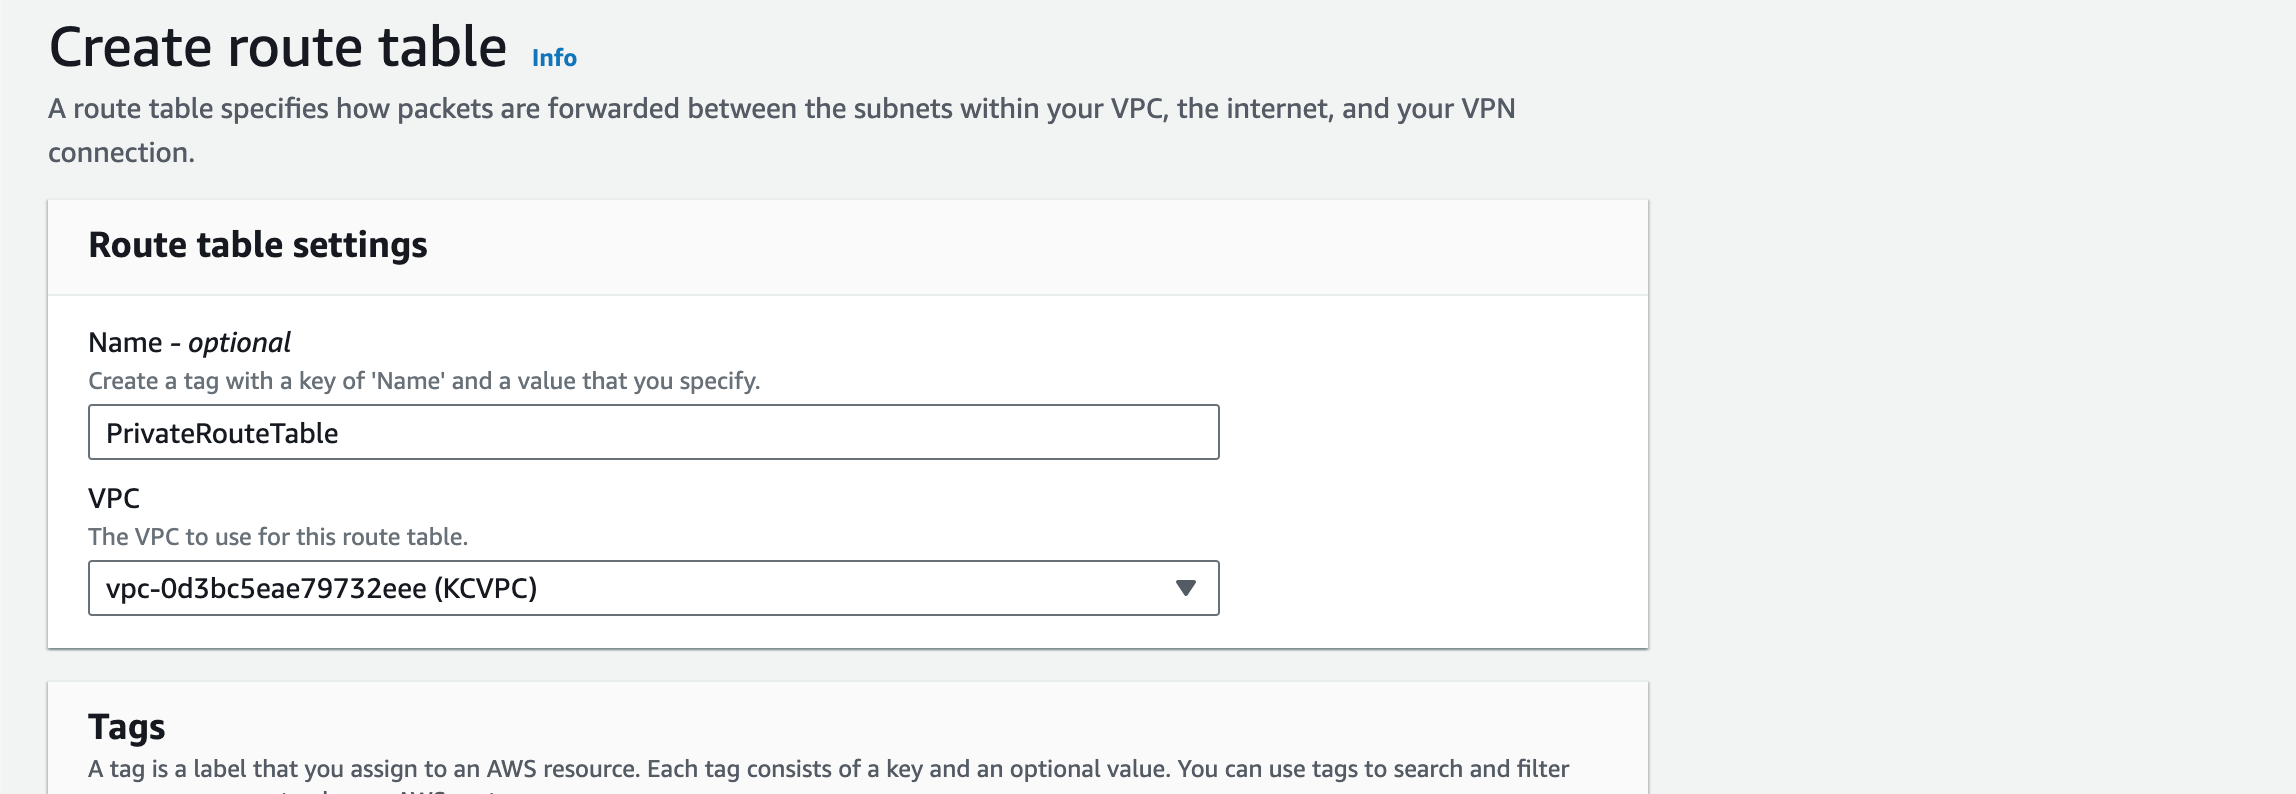 Create route table Info
A route table specifies how packets are forwarded between the subnets within your VPC, the internet, and your VPN
connection.
Route table settings
Name - optional
Create a tag with a key of 'Name' and a value that you specify.
PrivateRouteTable
VPC
The VPC to use for this route table.
vpc-0d3bc5eae79732eee (KCVPC)
Tags
A tag is a label that you assign to an AWS resource. Each tag consists of a key and an optional value. You can use tags to search and filter